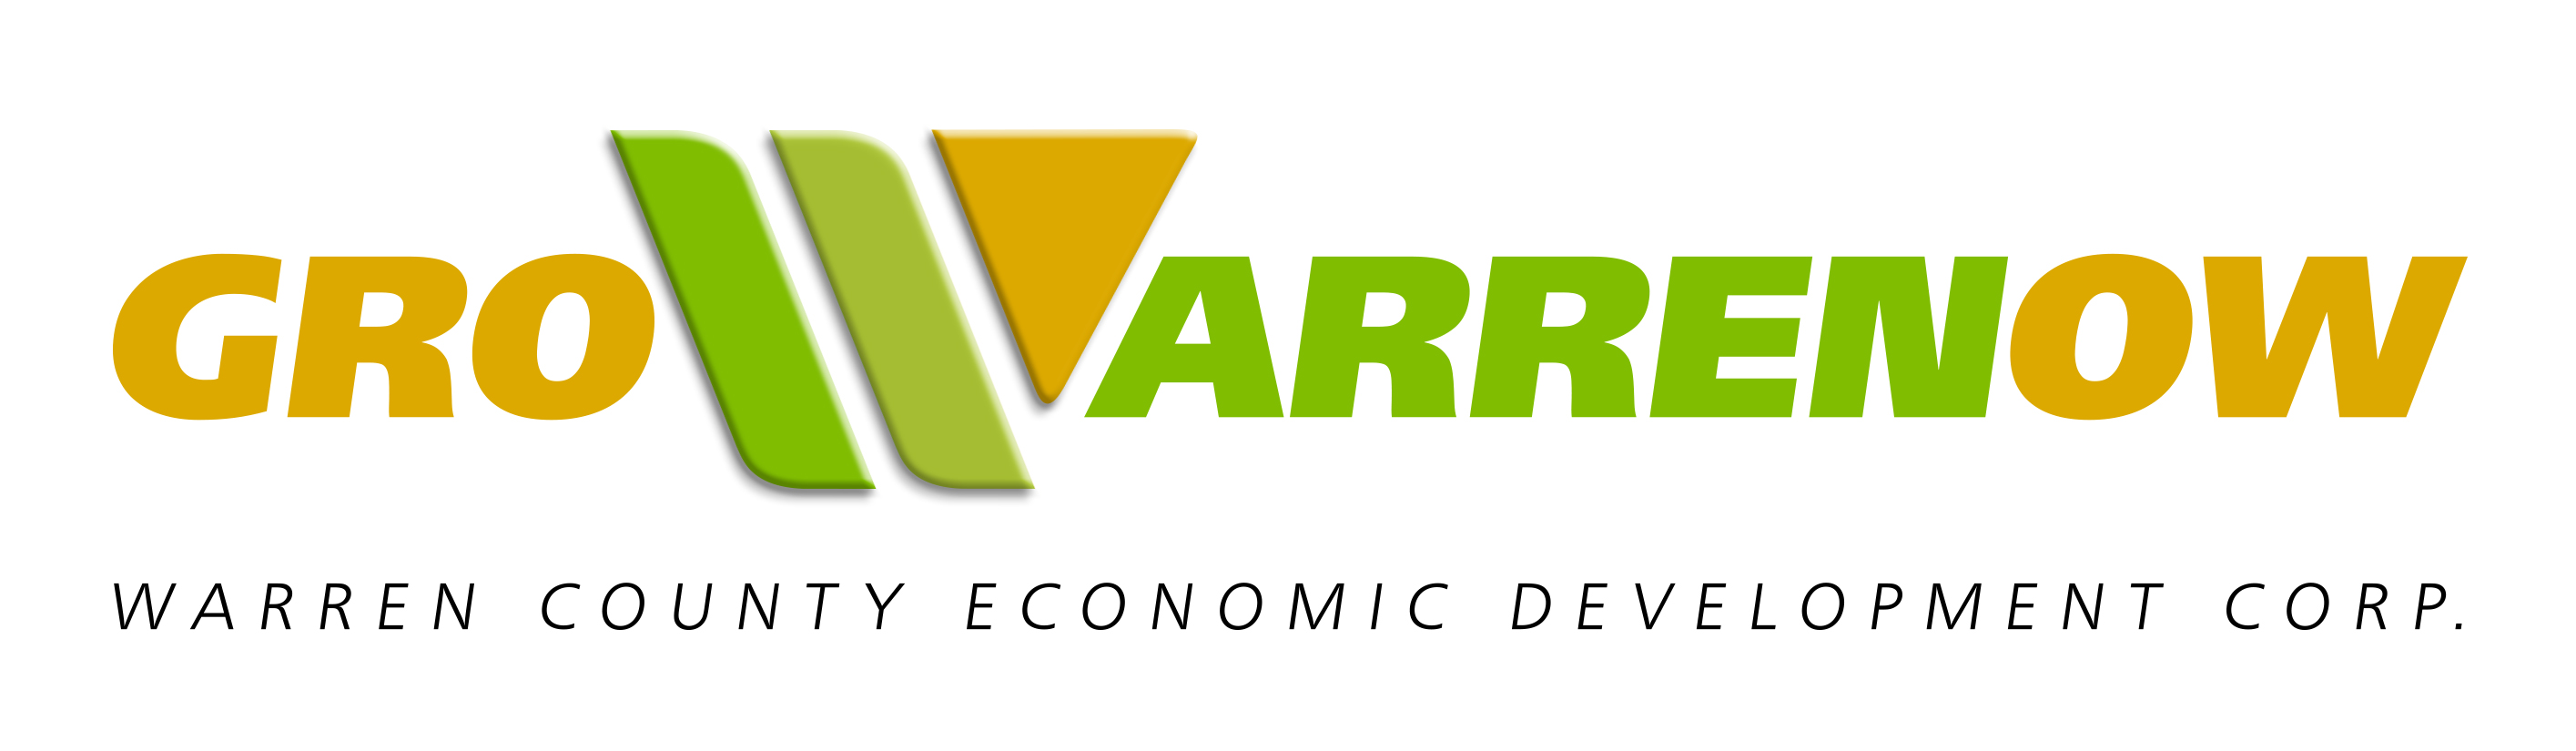 GROWARRENOW
WARREN COUNTY ECONOMIC DEVELOPMENT CORP.